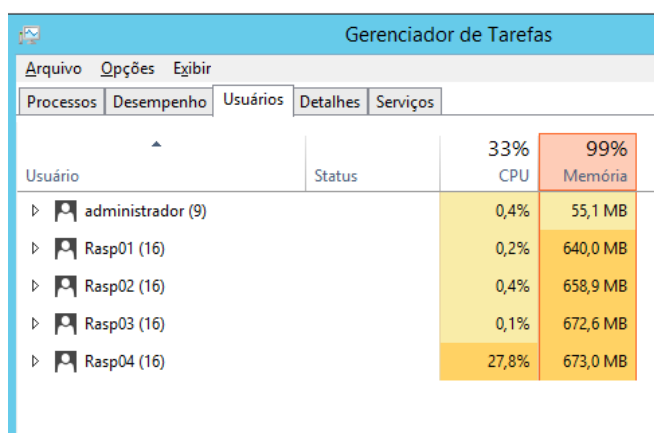 Gerenciador de Tarefas
Arquivo Opções Exibir
Processos Desempenho Usuários Detalhes Serviços
33% 99%
Usuário Status CPU Memória
administrador (9) 0,4% 55,1 MB
Rasp01 (16) 0,2% 640,0 MB
Rasp02 (16) 0,4% 658,9 MB
Rasp03 (16) 0,1% 672,6 MB
Rasp04 (16) 27,8% 673,0 MB